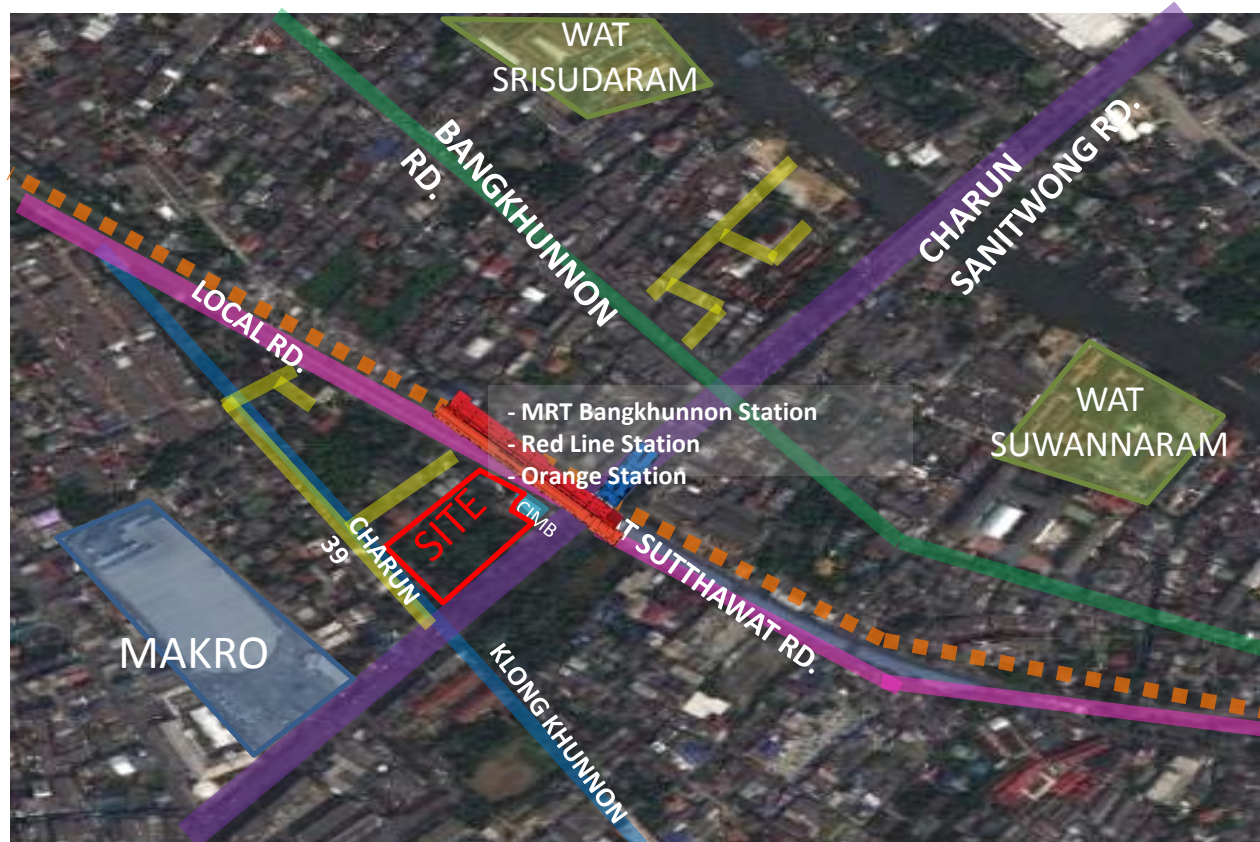 WAT
SRISUDARAM
BANGKHUNNON
RD.
CHARUN
SANITWONG RD.
LOCAL RD.
- MRT Bangkhunnon Station
- Red Line Station
- Orange Station
WAT
SUWANNARAM
SITE
CIMB
CHARUN
39
T SUTTHAWAT RD.
MAKRO
KLONG KHUNNON